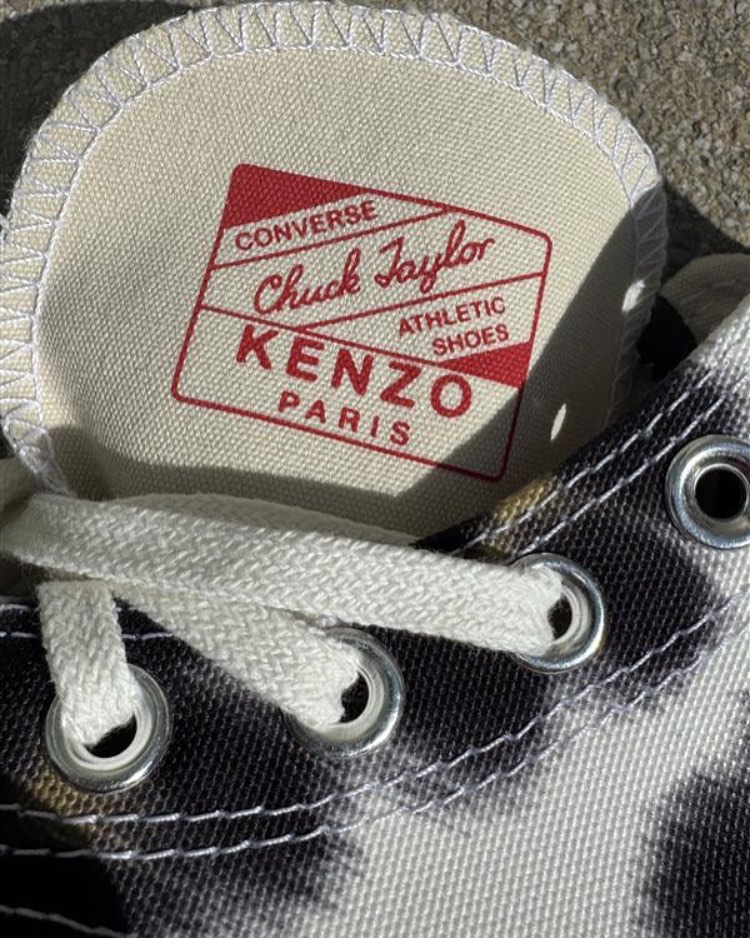 CONVERSE
Chuck Taylor
ATHLETIC
SHOES
KENZO
PARIS